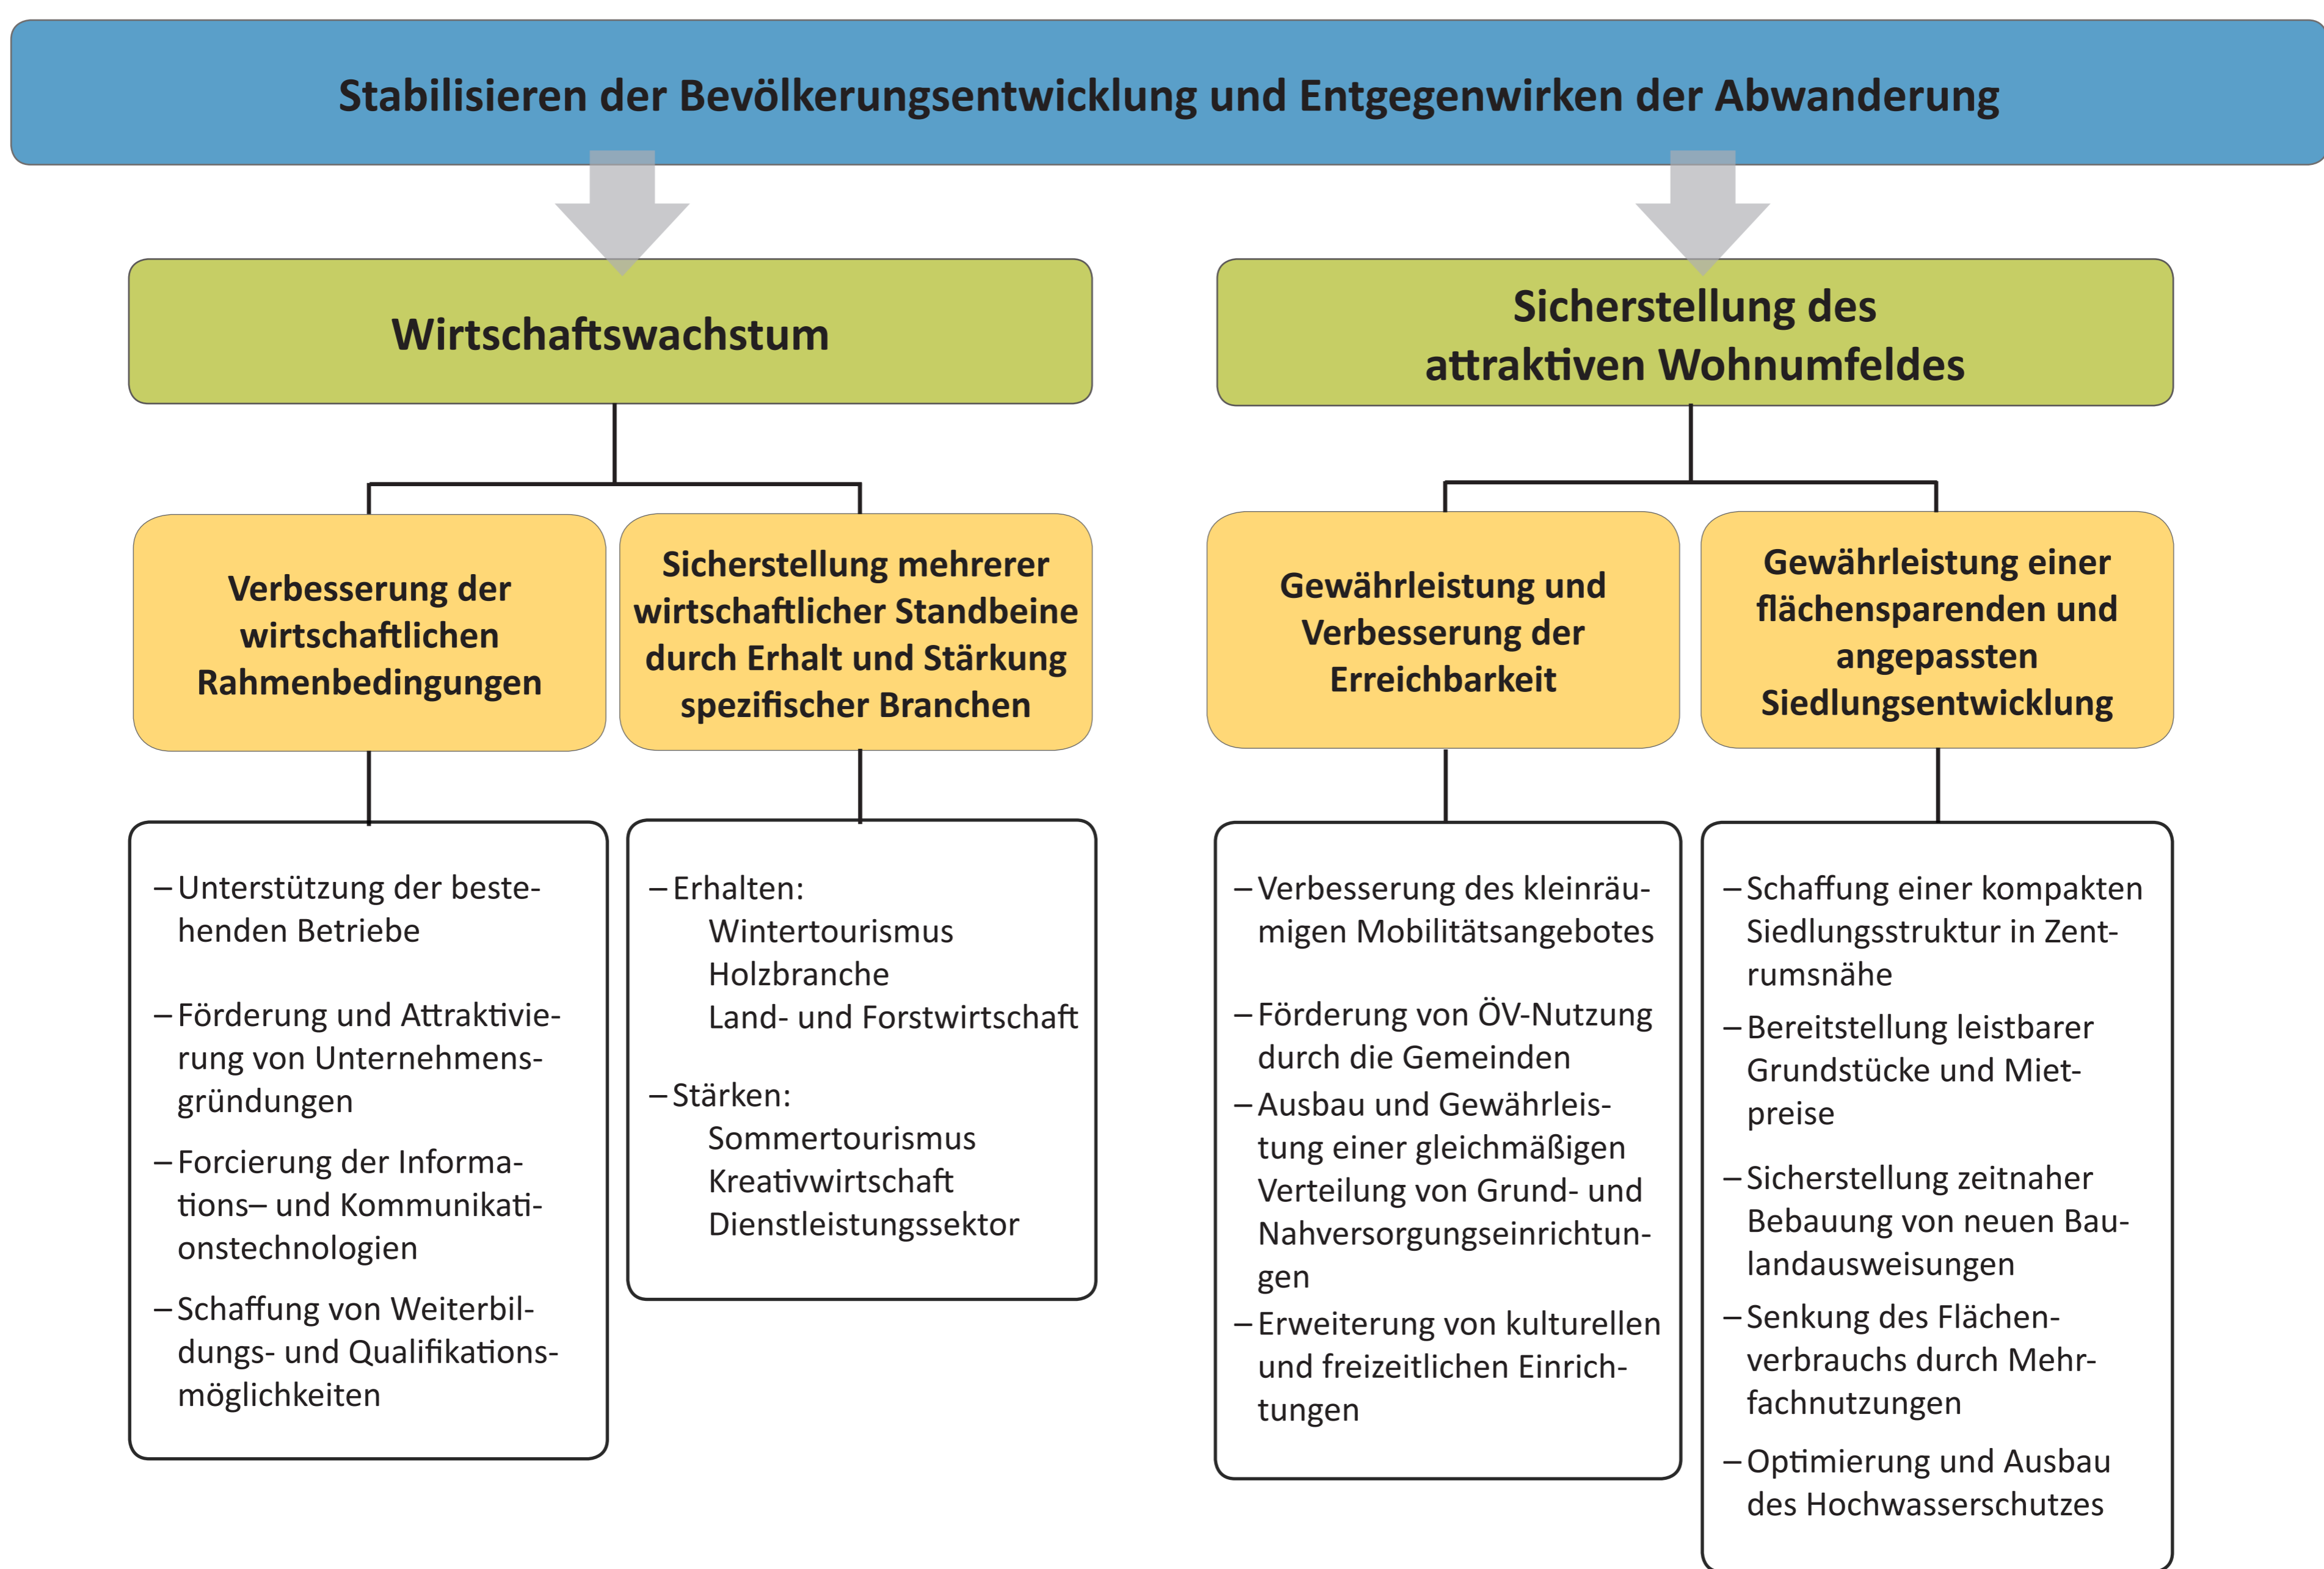 Stabilisieren der Bevölkerungsentwicklung und Entgegenwirken der Abwanderung
Wirtschaftswachstum
Verbesserung der
wirtschaftlichen
Rahmenbedingungen
– Unterstützung der beste-
henden Betriebe
– Förderung und Attraktivie-
rung von Unternehmens-
gründungen
– Forcierung der Informa-
tions– und Kommunikati-
onstechnologien
– Schaffung von Weiterbil-
dungs- und Qualifikations-
möglichkeiten
Sicherstellung mehrerer
wirtschaftlicher Standbeine
durch Erhalt und Stärkung
spezifischer Branchen
– Erhalten:
Wintertourismus
Holzbranche
Land- und Forstwirtschaft
– Stärken:
Sommertourismus
Kreativwirtschaft
Dienstleistungssektor
Sicherstellung des
attraktiven Wohnumfeldes
Gewährleistung und
Verbesserung der
Erreichbarkeit
– Verbesserung des kleinräu-
migen Mobilitätsangebotes
– Förderung von ÖV-Nutzung
durch die Gemeinden
– Ausbau und Gewährleis-
tung einer gleichmäßigen
Verteilung von Grund- und
Nahversorgungseinrichtun-
gen
– Erweiterung von kulturellen
und freizeitlichen Einrich-
tungen
Gewährleistung einer
flächensparenden und
angepassten
Siedlungsentwicklung
– Schaffung einer kompakten
Siedlungsstruktur in Zent-
rumsnähe
– Bereitstellung leistbarer
Grundstücke und Miet-
preise
– Sicherstellung zeitnaher
Bebauung von neuen Bau-
landausweisungen
– Senkung des Flächen-
verbrauchs durch Mehr-
fachnutzungen
– Optimierung und Ausbau
des Hochwasserschutzes